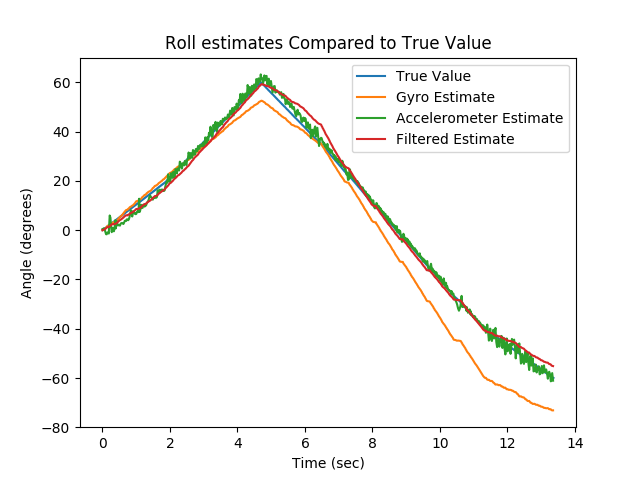 Roll estimates Compared to True Value
True Value
Gyro Estimate
Accelerometer Estimate
Filtered Estimate
Angle (degrees)
60
40
20
0
−20
−40
−60
−80
0 2 4 6 8 10 12 14
Time (sec)